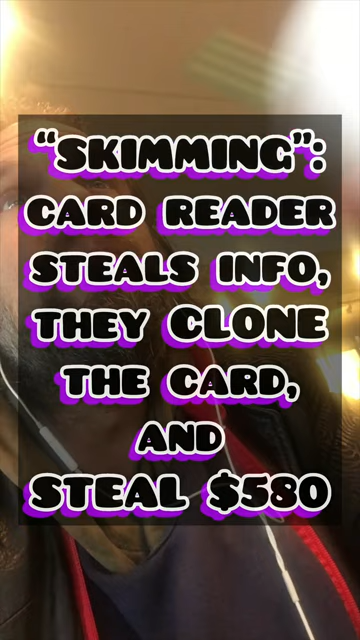 “SKIMMING”:
CARD READER
STEALS INFO,
THEY CLONE
THE CARD,
AND
STEAL $580